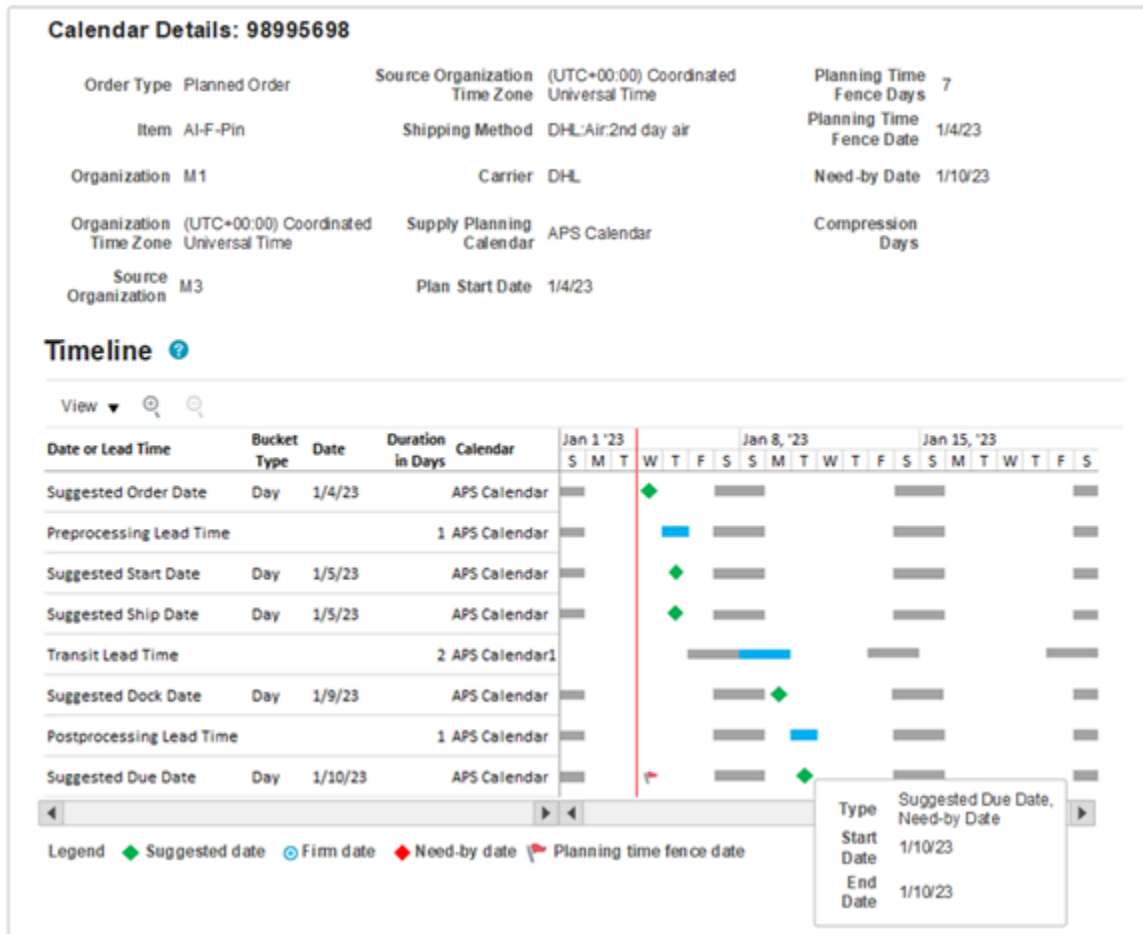 Calendar Details: 98995698
Order Type Planned Order
Source Organization Time Zone (UTC+00:00) Coordinated Universal Time
Planning Time Fence Days 7
Item AI-F-Pin
Shipping Method DHL:Air:2nd day air
Planning Time Fence Date 1/4/23
Organization M1
Carrier DHL
Need-by Date 1/10/23
Organization Time Zone (UTC+00:00) Coordinated Universal Time
Supply Planning Calendar APS Calendar
Compression Days
Source Organization M3
Plan Start Date 1/4/23
Timeline ?
View
Date or Lead Time Bucket Type Date Duration in Days Calendar Jan 1 '23 Jan 8, '23 Jan 15, '23
S M T W T F S S M T W T F S S M T W T F S
Suggested Order Date Day 1/4/23 APS Calendar
Preprocessing Lead Time 1 APS Calendar
Suggested Start Date Day 1/5/23 APS Calendar
Suggested Ship Date Day 1/5/23 APS Calendar
Transit Lead Time 2 APS Calendar1
Suggested Dock Date Day 1/9/23 APS Calendar
Postprocessing Lead Time 1 APS Calendar
Suggested Due Date Day 1/10/23 APS Calendar
Type Suggested Due Date, Need-by Date
Start Date 1/10/23
End Date 1/10/23
Legend Suggested date Firm date Need-by date Planning time fence date